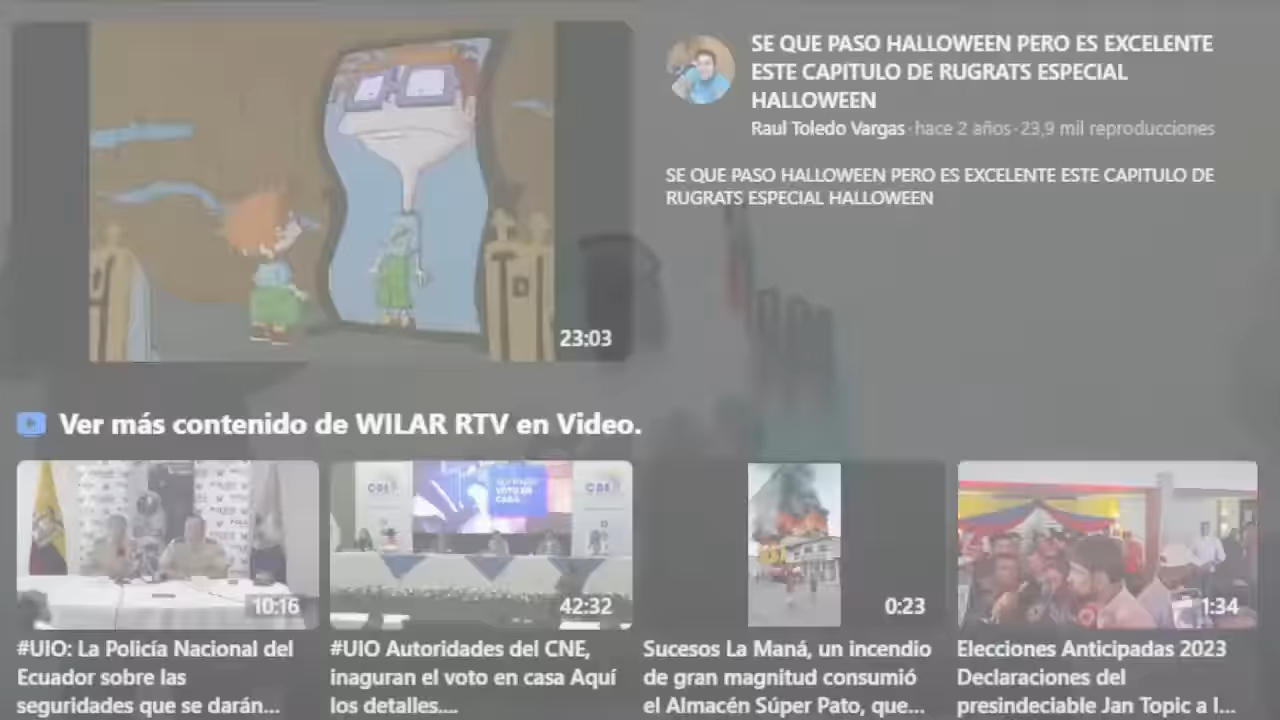 SE QUE PASO HALLOWEEN PERO ES EXCELENTE
ESTE CAPITULO DE RUGRATS ESPECIAL
HALLOWEEN
Raul Toledo Vargas · hace 2 años · 23,9 mil reproducciones
SE QUE PASO HALLOWEEN PERO ES EXCELENTE ESTE CAPITULO DE
RUGRATS ESPECIAL HALLOWEEN
23:03
Ver más contenido de WILAR RTV en Video.
10:16
42:32
0:23
1:34
#UIO: La Policía Nacional del
Ecuador sobre las
seguridades que se darán...
#UIO Autoridades del CNE,
inaguran el voto en casa Aquí
los detalles....
Sucesos La Maná, un incendio
de gran magnitud consumió
el Almacén Súper Pato, que...
Elecciones Anticipadas 2023
Declaraciones del
presindeciable Jan Topic a l...